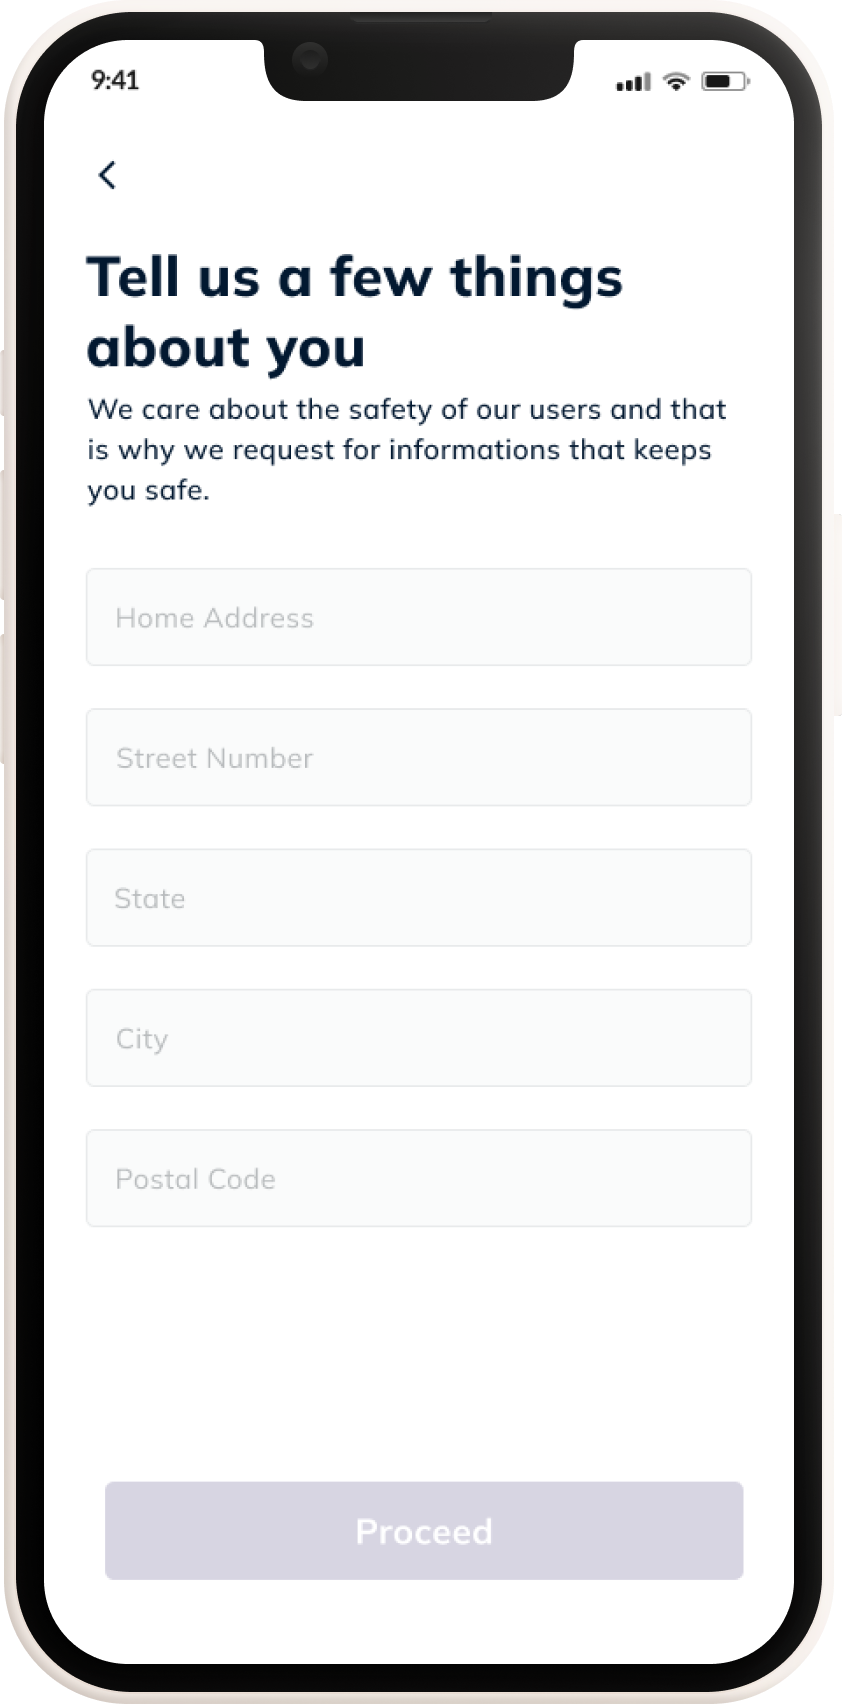 9:41
Tell us a few things
about you
We care about the safety of our users and that
is why we request for informations that keeps
you safe.
Home Address
Street Number
State
City
Postal Code
Proceed